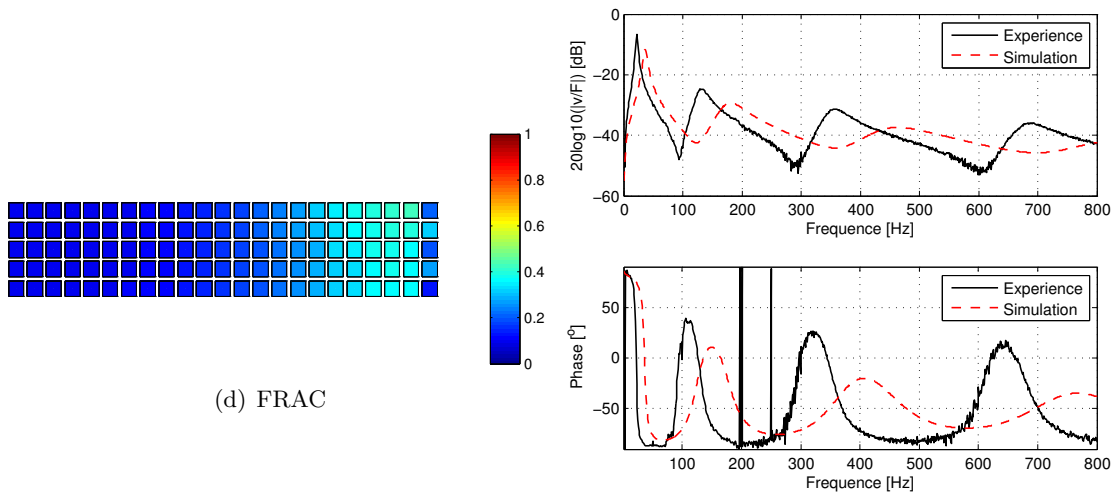 1
0.8
0.6
0.4
0.2
0
(d) FRAC
0
−20
−40
−60
20log10(|v/F|) [dB]
Experience
Simulation
0 100 200 300 400 500 600 700 800
Frequence [Hz]
50
0
−50
Phase [°]
Experience
Simulation
100 200 300 400 500 600 700 800
Frequence [Hz]